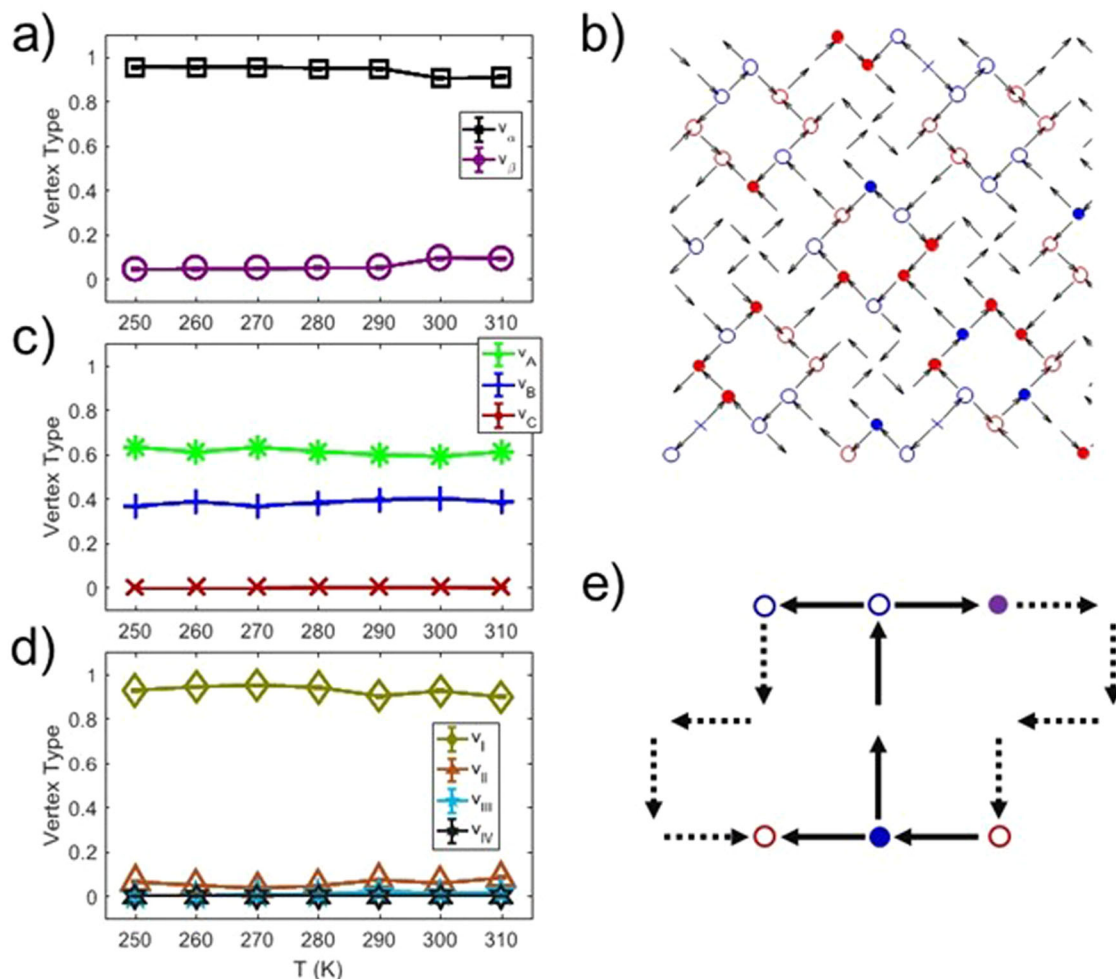 a)
Vertex Type
1
0.8
0.6
0.4
0.2
0
250 260 270 280 290 300 310
v_α
v_β
b)
c)
Vertex Type
1
0.8
0.6
0.4
0.2
0
250 260 270 280 290 300 310
v_A
v_B
v_C
d)
Vertex Type
1
0.8
0.6
0.4
0.2
0
250 260 270 280 290 300 310
T (K)
v_I
v_II
v_III
v_IV
e)